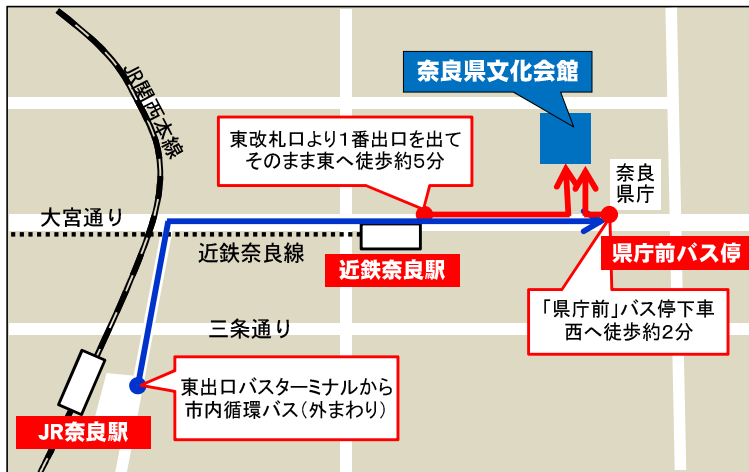 JR関西本線
奈良県文化会館
東改札口より1番出口を出て
そのまま東へ徒歩約5分
奈良
県庁
大宮通り
近鉄奈良線
近鉄奈良駅
県庁前バス停
「県庁前」バス停下車
西へ徒歩約2分
三条通り
東出口バスターミナルから
市内循環バス(外まわり)
JR奈良駅